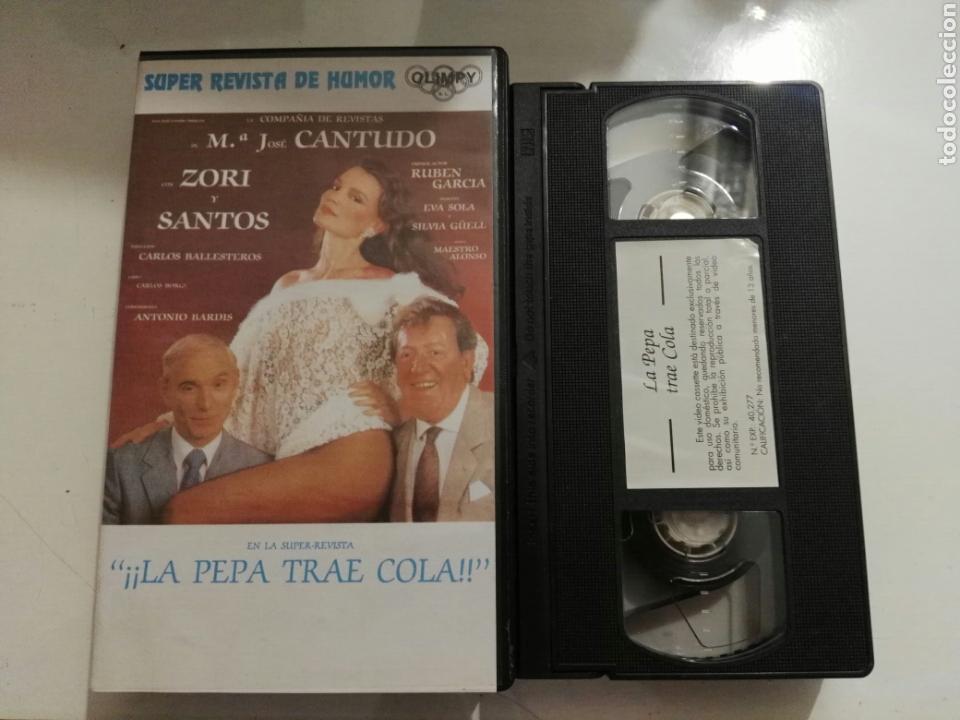 SUPER REVISTA DE HUMOR
OLIMPY
LA COMPAÑIA DE REVISTAS
DE Mª JOSÉ CANTUDO
CON ZORI
Y
SANTOS
PRIMER ACTOR
RUBEN
GARCIA
EVA SOLA
Y
SILVIA GÜELL
MAESTRO
ALONSO
CARLOS BALLESTEROS
ANTONIO BARDIS
EN LA SUPER-REVISTA
"¡¡LA PEPA TRAE COLA!!"
La Pepa
trae Cola
Este video cassette está destinado exclusivamente
para uso doméstico, quedando reservados todos los
derechos. Se prohibe la reproducción total o parcial,
así como su exhibición pública a través de video
comunitario.
N.º EXP. 40.277
CALIFICACIÓN: No recomendada menores de 13 años.
todocoleccion